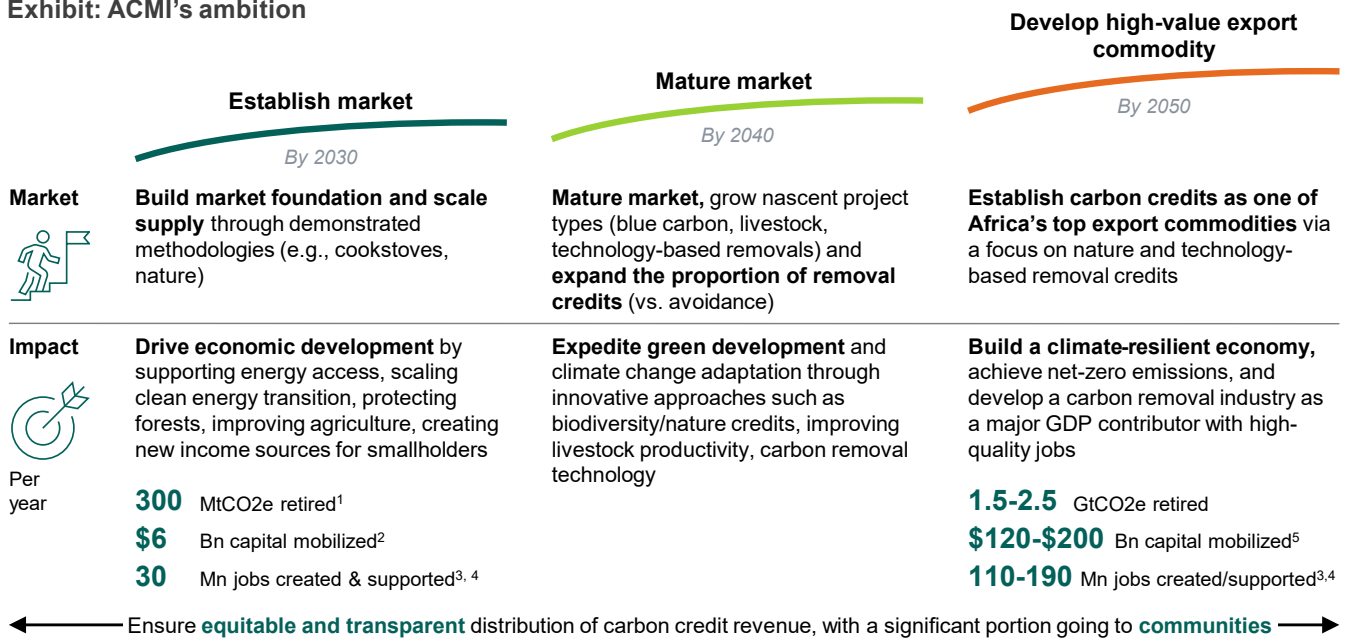 Exhibit: ACMI's ambition
Establish market
By 2030
Mature market
By 2040
Develop high-value export
commodity
By 2050
Market
Build market foundation and scale
supply through demonstrated
methodologies (e.g., cookstoves,
nature)
Mature market, grow nascent project
types (blue carbon, livestock,
technology-based removals) and
expand the proportion of removal
credits (vs. avoidance)
Establish carbon credits as one of
Africa's top export commodities via
a focus on nature and technology-
based removal credits
Impact
Per
year
Drive economic development by
supporting energy access, scaling
clean energy transition, protecting
forests, improving agriculture, creating
new income sources for smallholders
300 MtCO2e retired1
$6 Bn capital mobilized2
30 Mn jobs created & supported3, 4
Expedite green development and
climate change adaptation through
innovative approaches such as
biodiversity/nature credits, improving
livestock productivity, carbon removal
technology
Build a climate-resilient economy,
achieve net-zero emissions, and
develop a carbon removal industry as
a major GDP contributor with high-
quality jobs
1.5-2.5 GtCO2e retired
$120-$200 Bn capital mobilized5
110-190 Mn jobs created/supported3,4
Ensure equitable and transparent distribution of carbon credit revenue, with a significant portion going to communities